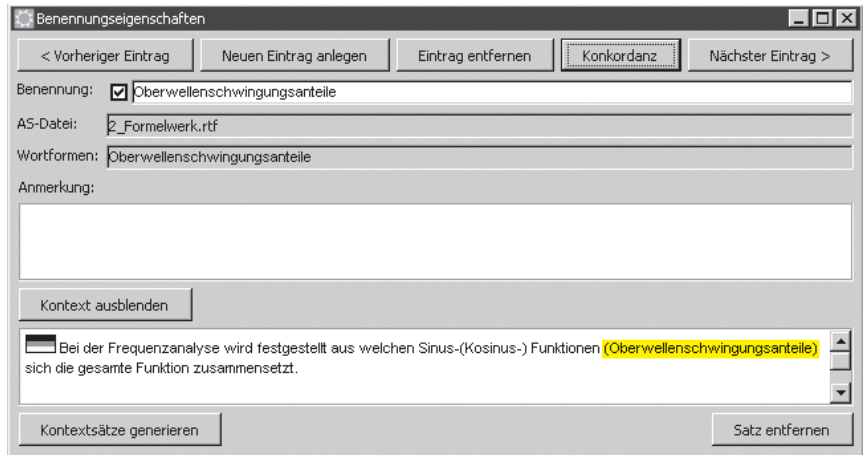 Benennungseigenschaften
< Vorheriger Eintrag Neuen Eintrag anlegen Eintrag entfernen Konkordanz Nächster Eintrag >
Benennung: Oberwellenschwingungsanteile
AS-Datei: 2_Formelwerk.rtf
Wortformen: Oberwellenschwingungsanteile
Anmerkung:
Kontext ausblenden
Bei der Frequenzanalyse wird festgestellt aus welchen Sinus-(Kosinus-) Funktionen (Oberwellenschwingungsanteile)
sich die gesamte Funktion zusammensetzt.
Kontextsätze generieren Satz entfernen